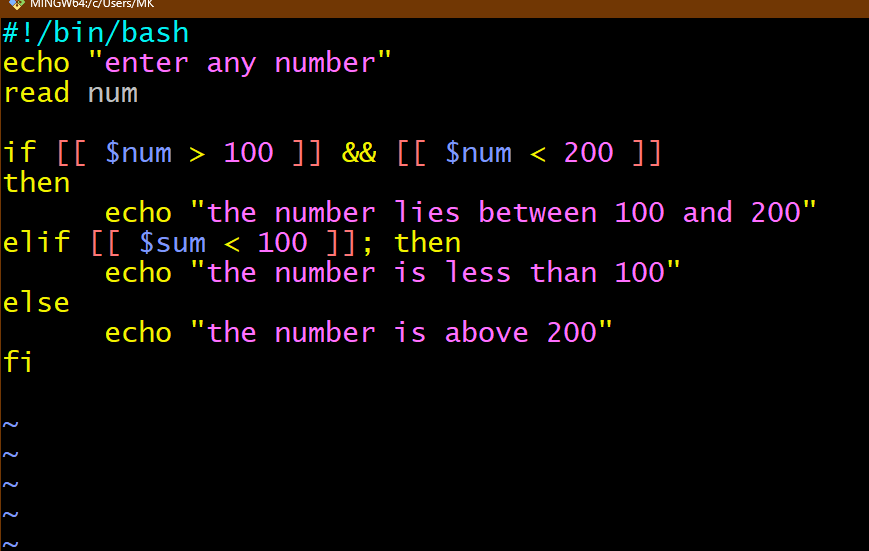 MINGW64:/c/Users/MK
#!/bin/bash
echo "enter any number"
read num
if [[ $num > 100 ]] && [[ $num < 200 ]]
then
echo "the number lies between 100 and 200"
elif [[ $sum < 100 ]]; then
echo "the number is less than 100"
else
echo "the number is above 200"
fi
~
~
~
~
~